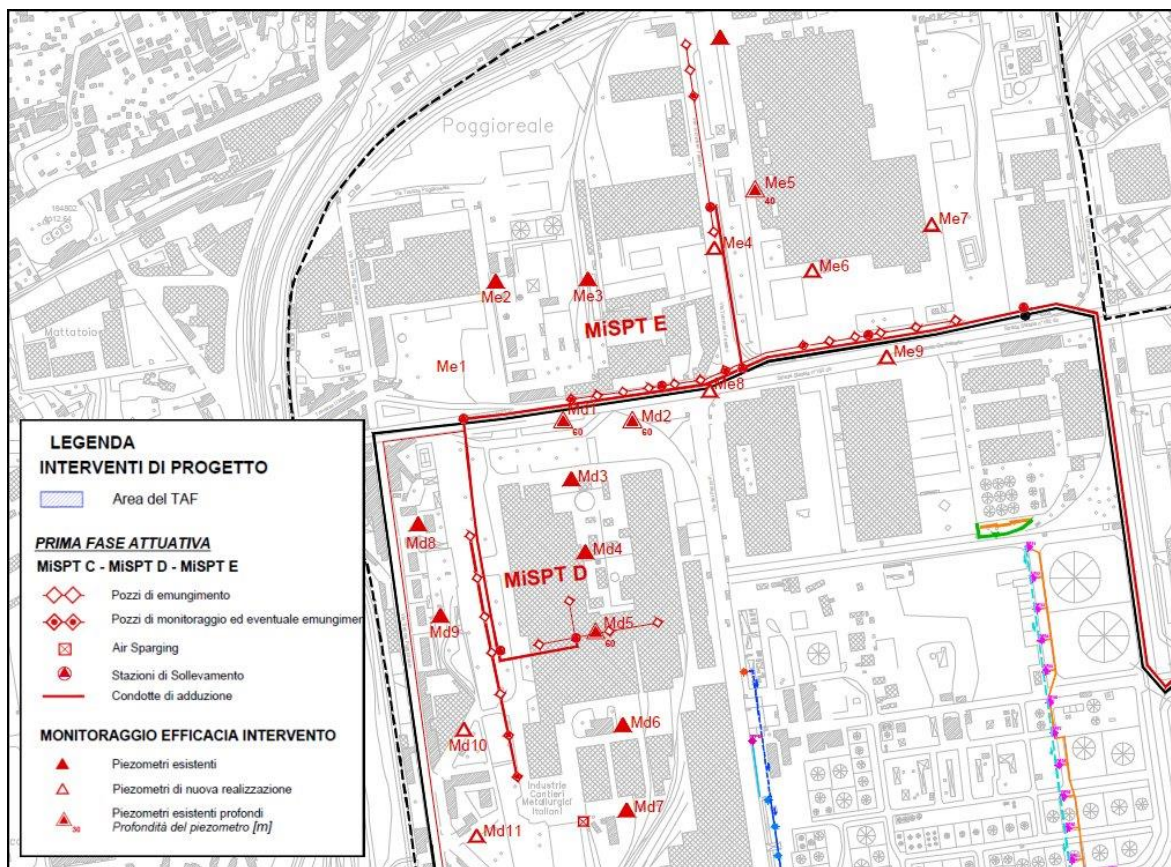 Poggioreale
Me5
40
Me7
Me4
Me6
Me2
Me3
MiSPT E
Mattatoio
Me1
Me9
Me8
Md1
60
Md2
60
Md3
Md8
Md4
MiSPT D
Md9
Md5
60
Md10
Md6
Industrie
Cantieri
Metallurgici
Italiani
Md7
Md11
LEGENDA
INTERVENTI DI PROGETTO
Area del TAF
PRIMA FASE ATTUATIVA
MiSPT C - MiSPT D - MiSPT E
Pozzi di emungimento
Pozzi di monitoraggio ed eventuale emungimen
Air Sparging
Stazioni di Sollevamento
Condotte di adduzione
MONITORAGGIO EFFICACIA INTERVENTO
Piezometri esistenti
Piezometri di nuova realizzazione
Piezometri esistenti profondi
30
Profondità del piezometro [m]